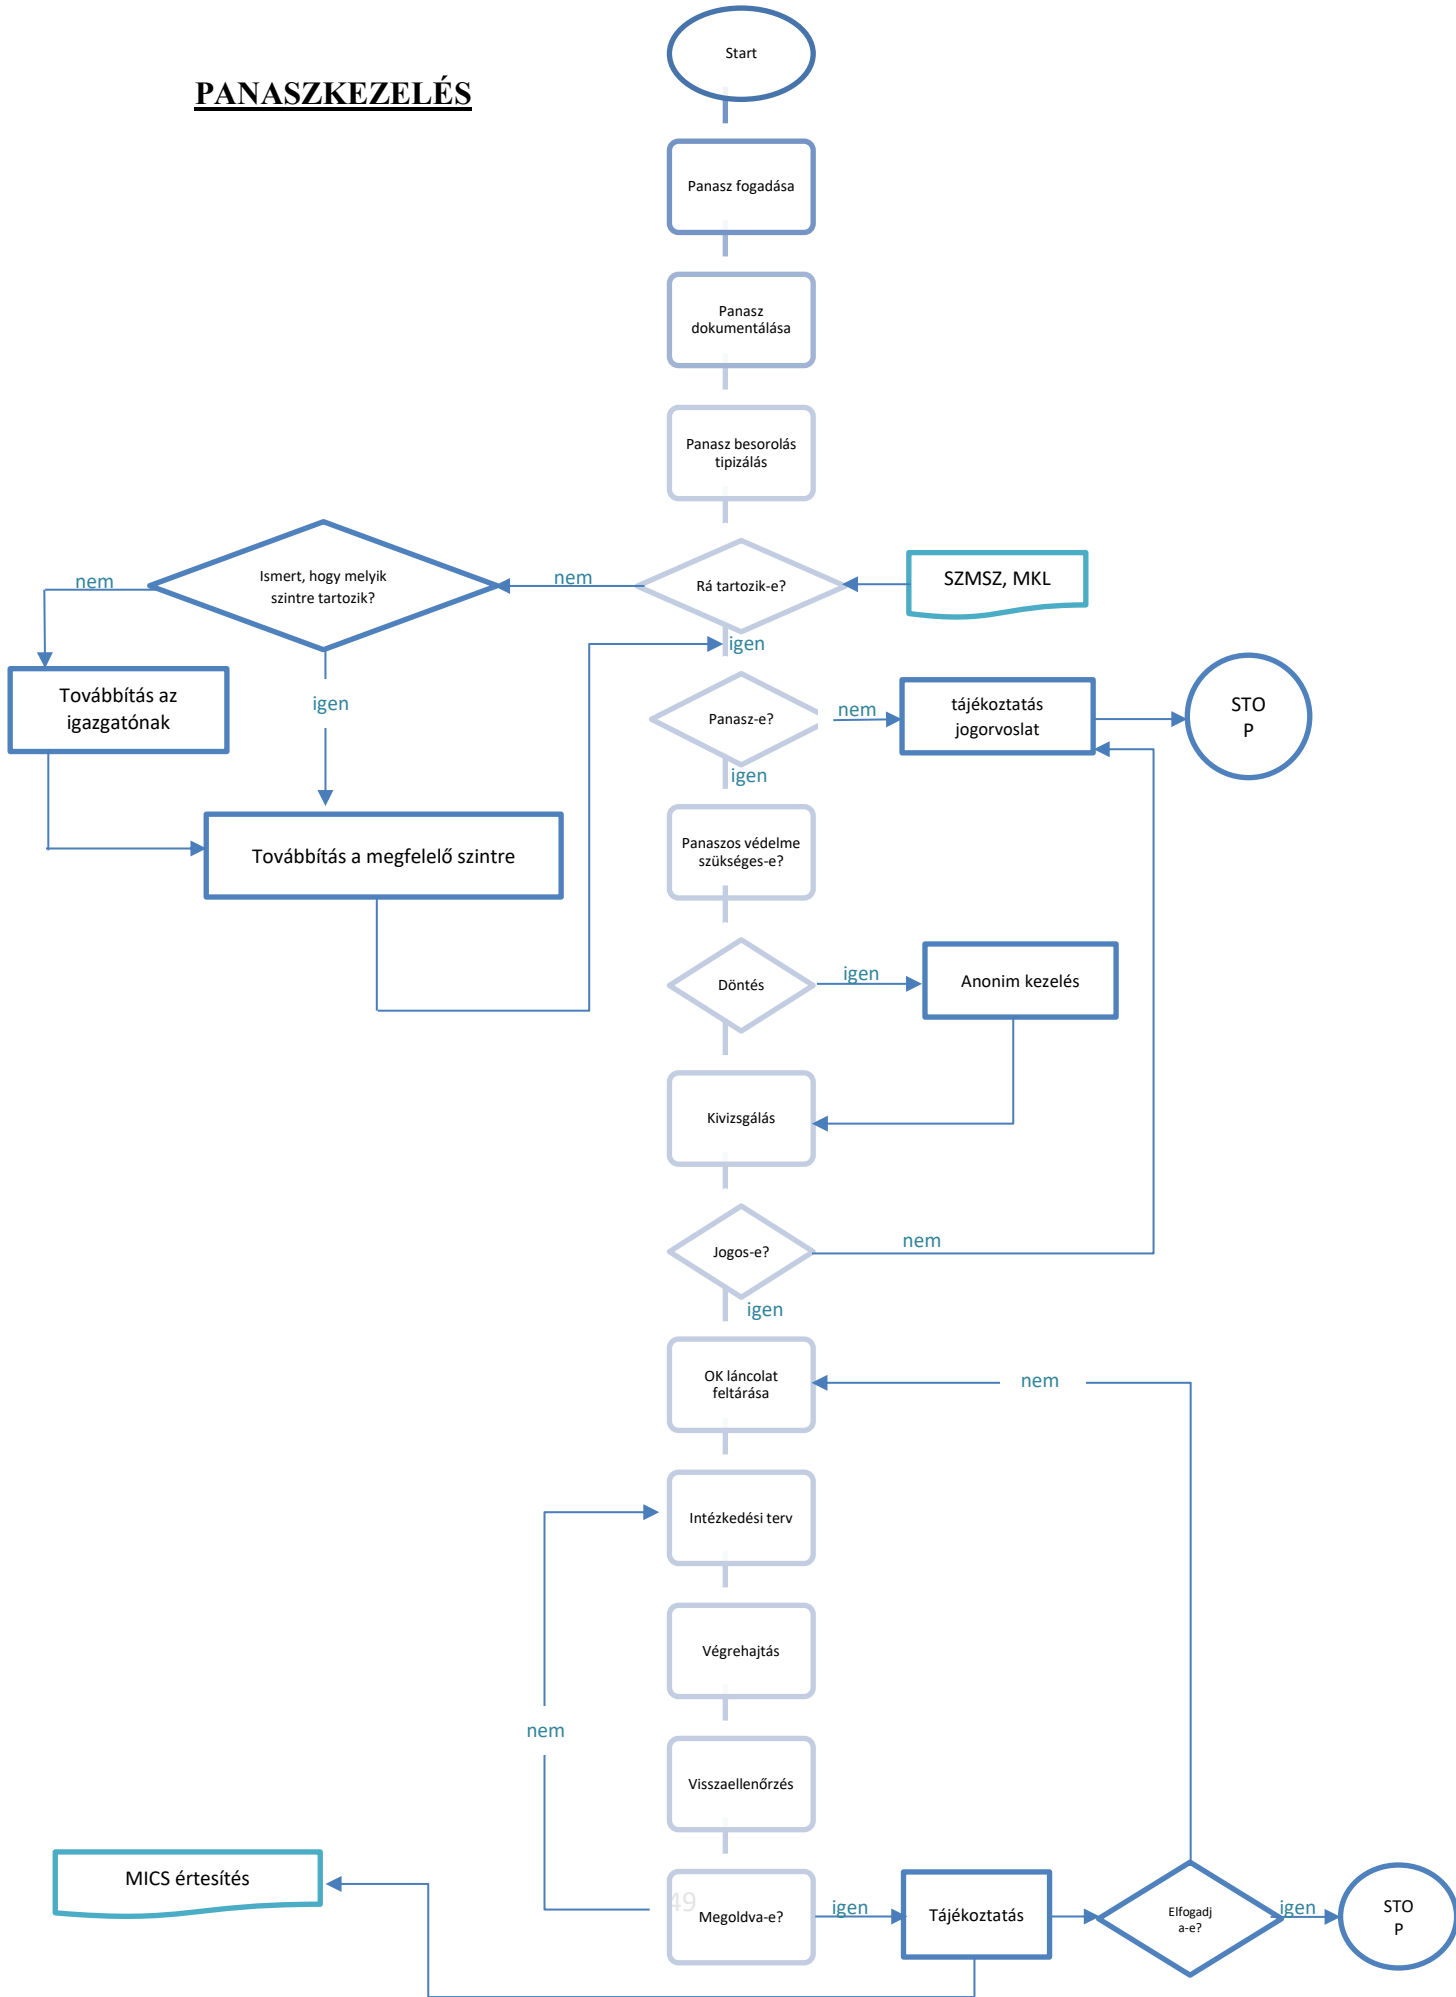 Start
PANASZKEZELÉS
Panasz fogadása
Panasz
dokumentálása
Panasz besorolás
tipizálás
Ismert, hogy melyik
szintre tartozik?
nem
nem
Rá tartozik-e?
SZMSZ, MKL
igen
Továbbítás az
igazgatónak
igen
Panasz-e?
nem
tájékoztatás
jogorvoslat
STO
P
igen
Továbbítás a megfelelő szintre
Panaszos védelme
szükséges-e?
Döntés
igen
Anonim kezelés
Kivizsgálás
Jogos-e?
nem
igen
OK láncolat
feltárása
nem
Intézkedési terv
Végrehajtás
nem
Visszaellenőrzés
MICS értesítés
49
Megoldva-e?
igen
Tájékoztatás
Elfogadj
a-e?
igen
STO
P